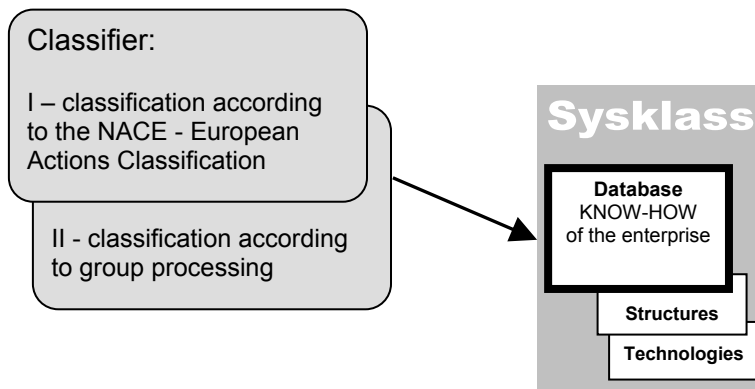 Classifier:
I – classification according
to the NACE - European
Actions Classification
II - classification according
to group processing
Sysklass
Database
KNOW-HOW
of the enterprise
Structures
Technologies